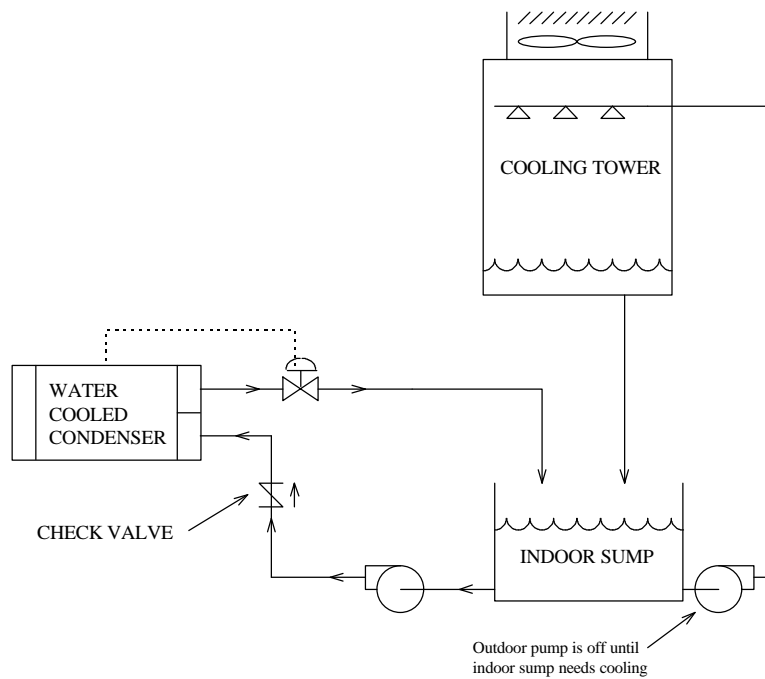 COOLING TOWER
WATER
COOLED
CONDENSER
CHECK VALVE
INDOOR SUMP
Outdoor pump is off until
indoor sump needs cooling